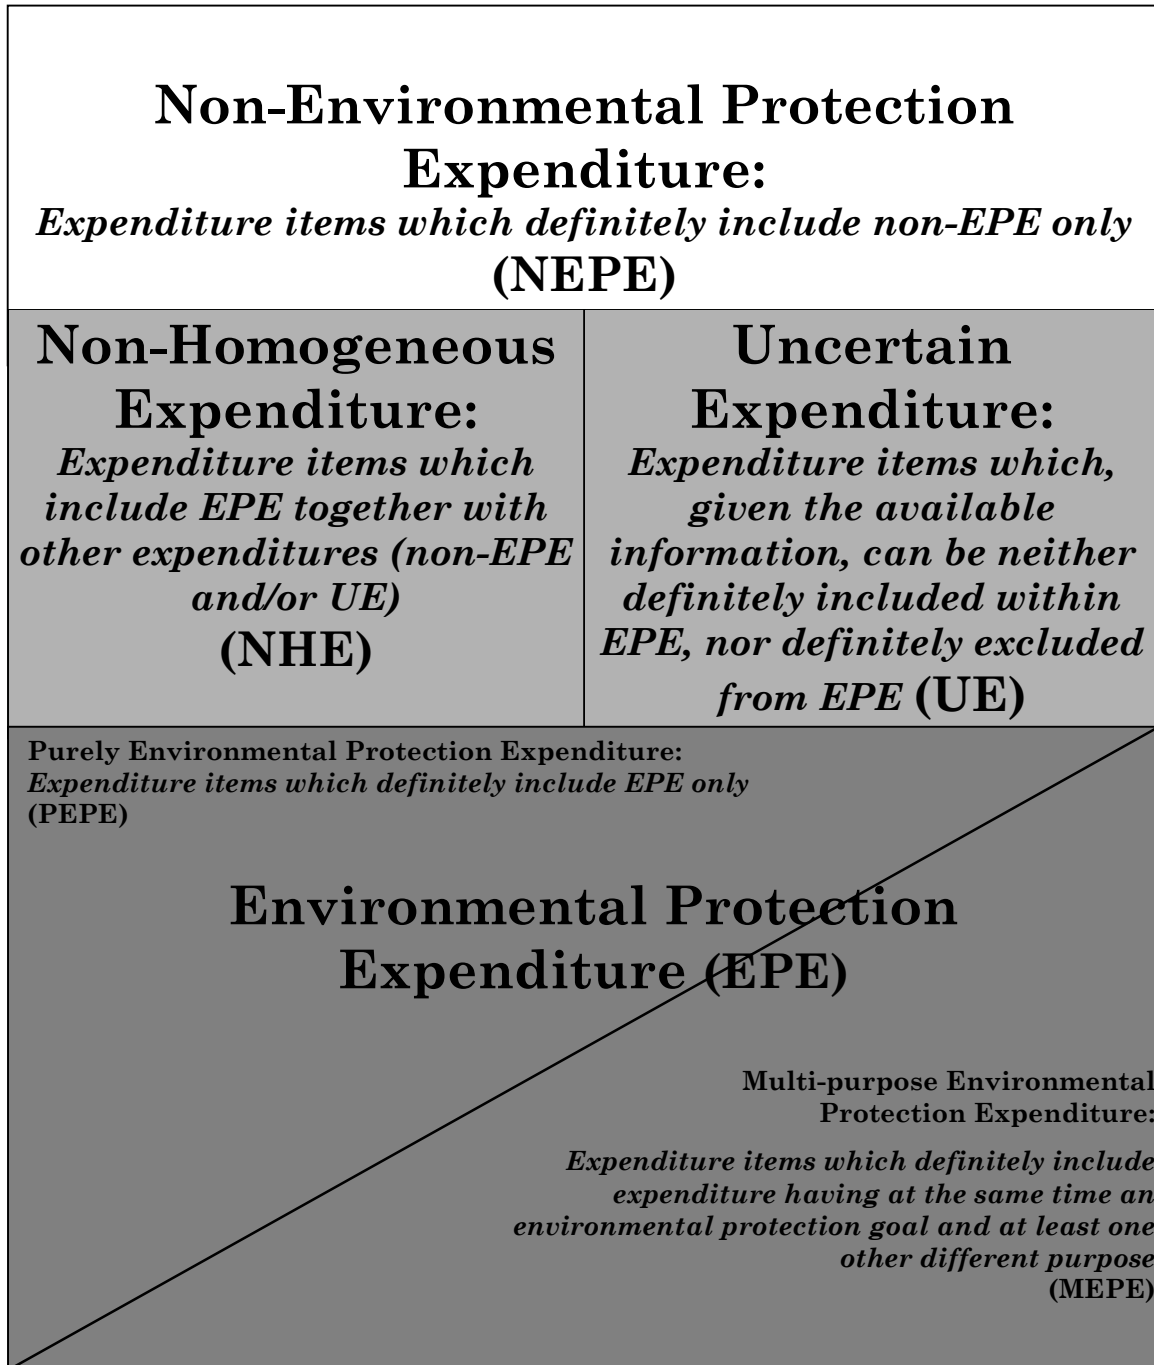 Non-Environmental Protection
Expenditure:
Expenditure items which definitely include non-EPE only
(NEPE)
Non-Homogeneous
Expenditure:
Expenditure items which
include EPE together with
other expenditures (non-EPE
and/or UE)
(NHE)
Uncertain
Expenditure:
Expenditure items which,
given the available
information, can be neither
definitely included within
EPE, nor definitely excluded
from EPE (UE)
Purely Environmental Protection Expenditure:
Expenditure items which definitely include EPE only
(PEPE)
Environmental Protection
Expenditure (EPE)
Multi-purpose Environmental
Protection Expenditure:
Expenditure items which definitely include
expenditure having at the same time an
environmental protection goal and at least one
other different purpose
(MEPE)